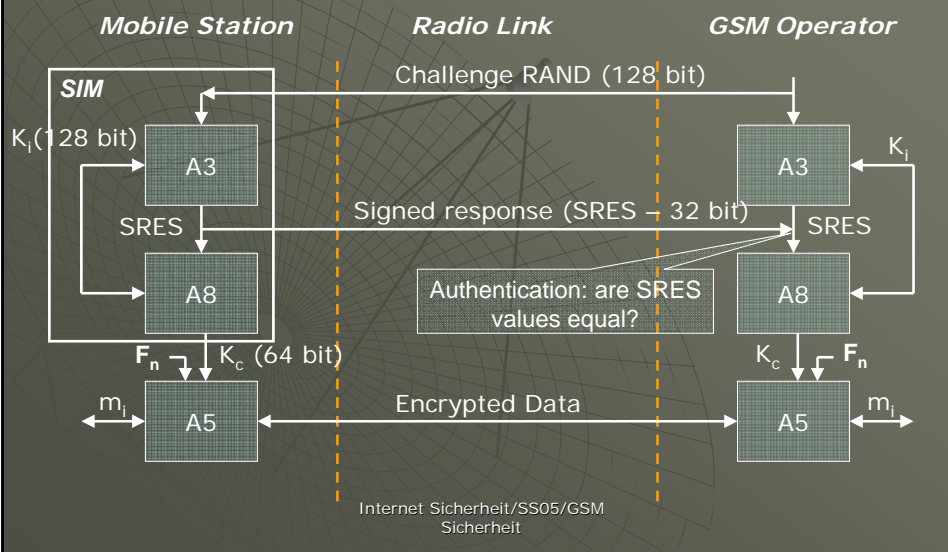 Mobile Station
Radio Link
GSM Operator
Challenge RAND (128 bit)
SIM
Kᵢ(128 bit)
A3
A3
Kᵢ
Signed response (SRES – 32 bit)
SRES
SRES
A8
Authentication: are SRES
values equal?
A8
Fₙ
K꜀ (64 bit)
K꜀
Fₙ
mᵢ
A5
Encrypted Data
A5
mᵢ
Internet Sicherheit/SS05/GSM
Sicherheit